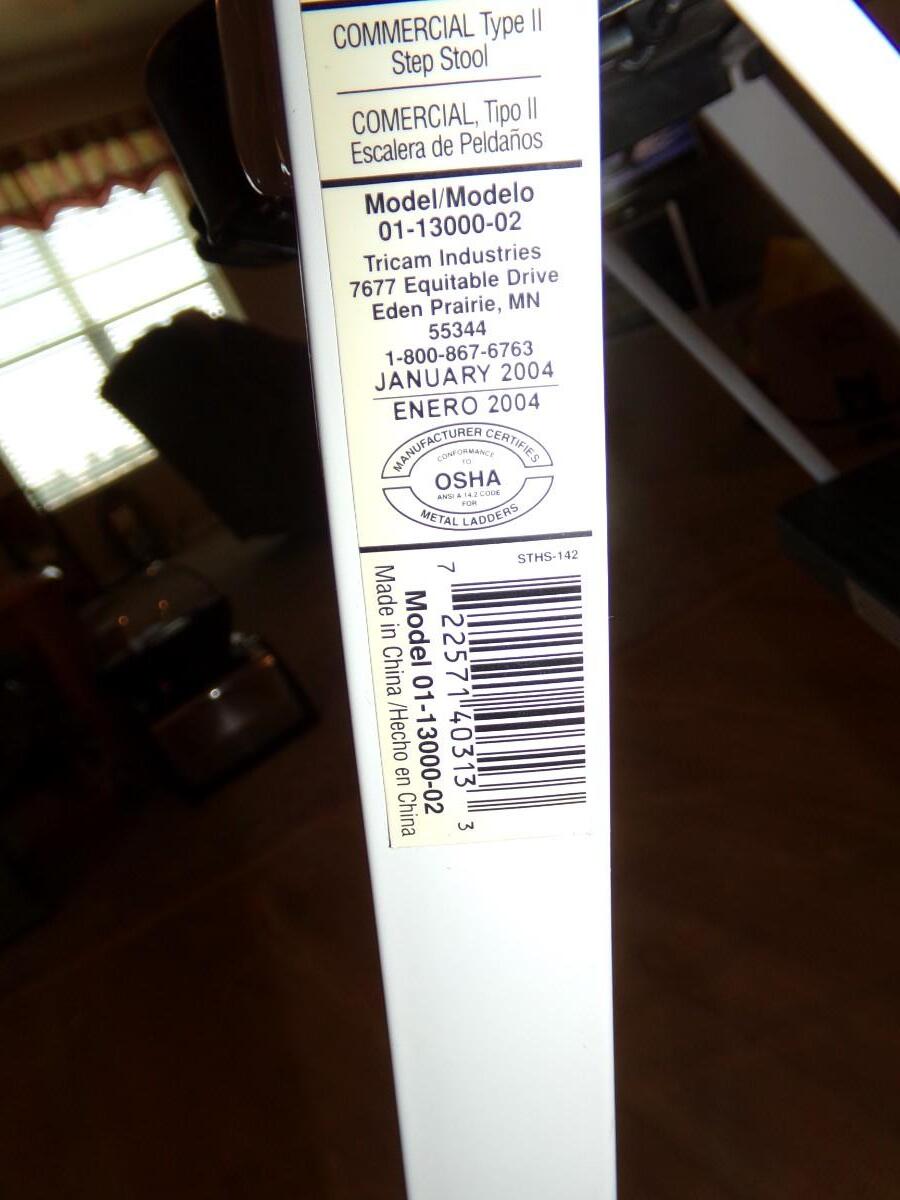 COMMERCIAL Type II
Step Stool
COMERCIAL, Tipo II
Escalera de Peldaños
Model/Modelo
01-13000-02
Tricam Industries
7677 Equitable Drive
Eden Prairie, MN
55344
1-800-867-6763
JANUARY 2004
ENERO 2004
MANUFACTURER CERTIFIES
CONFORMANCE
TO
OSHA
ANSI A 14.2 CODE
FOR
METAL LADDERS
STHS-142
7 22571 40313 3
Model 01-13000-02
Made in China /Hecho en China